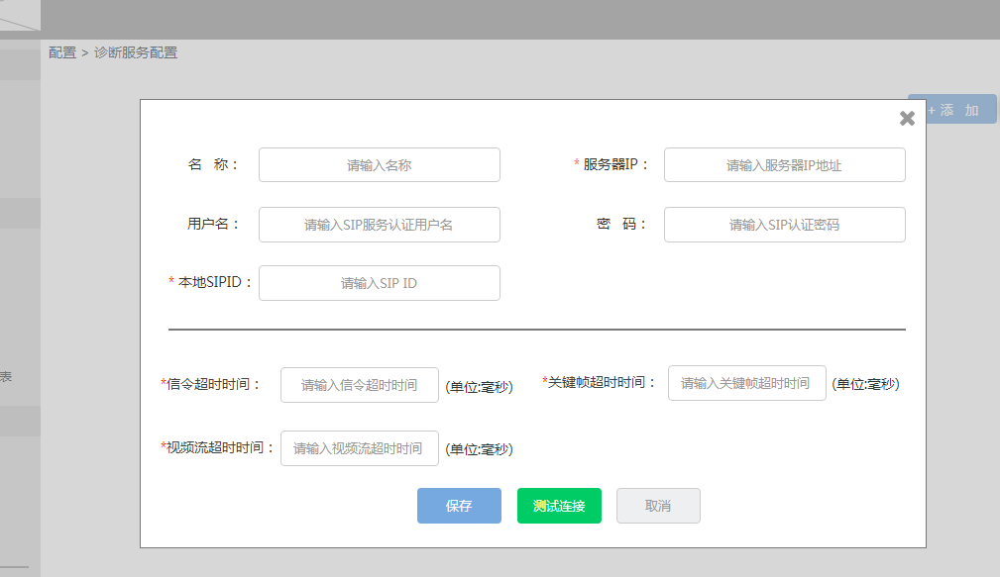 配置 > 诊断服务配置
+ 添 加
名 称： 请输入名称 * 服务器IP： 请输入服务器IP地址
用户名： 请输入SIP服务认证用户名 密 码： 请输入SIP认证密码
* 本地SIPID： 请输入SIP ID
*信令超时时间： 请输入信令超时时间 (单位:毫秒) *关键帧超时时间： 请输入关键帧超时时间 (单位:毫秒)
表
*视频流超时时间： 请输入视频流超时时间 (单位:毫秒)
保存 测试连接 取消